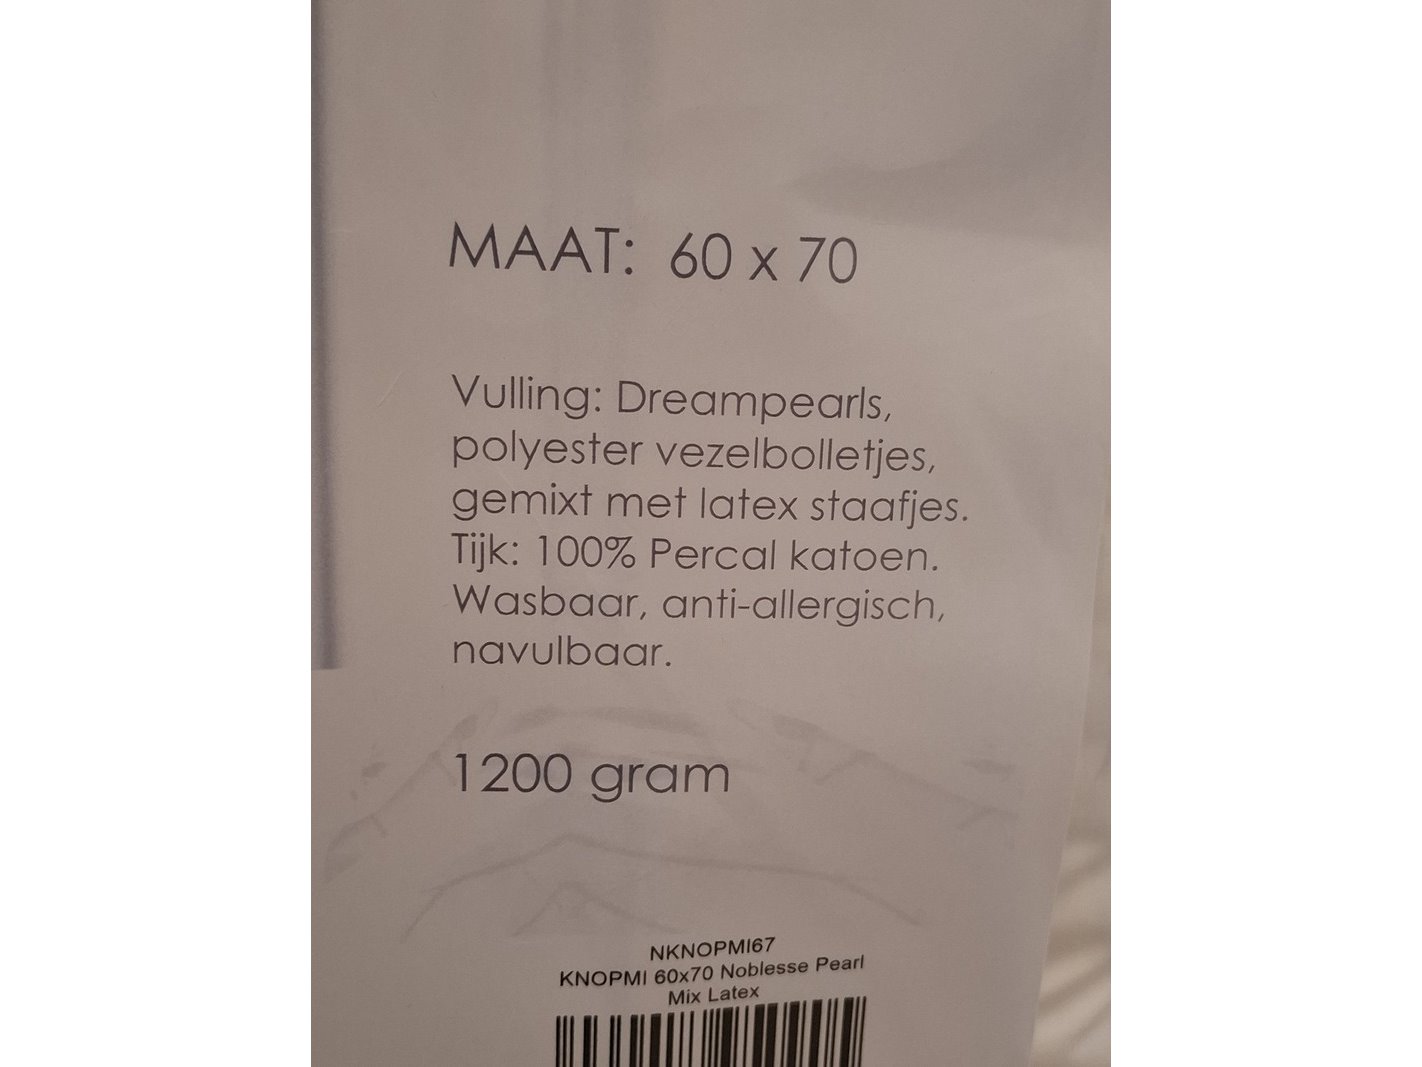 MAAT: 60 x 70
Vulling: Dreampearls,
polyester vezelbolletjes,
gemixt met latex staafjes.
Tijk: 100% Percal katoen.
Wasbaar, anti-allergisch,
navulbaar.
1200 gram
NKNOPMI67
KNOPMI 60x70 Noblesse Pearl
Mix Latex